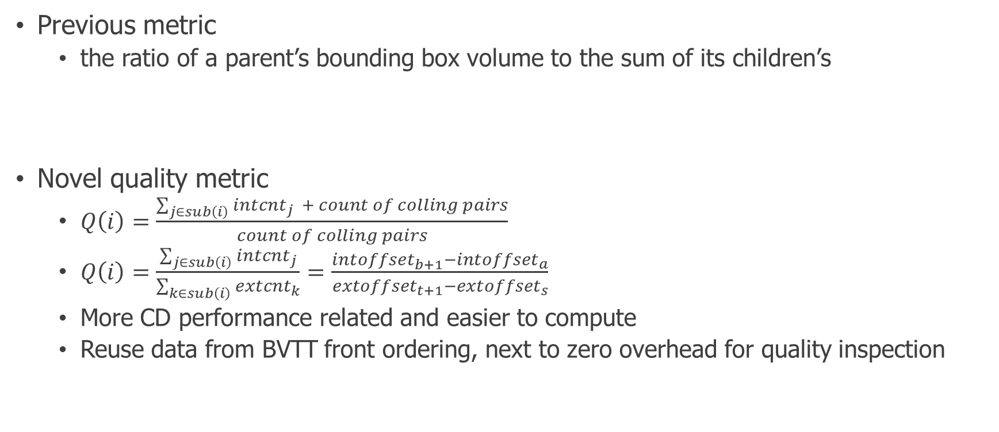 • Previous metric
• the ratio of a parent’s bounding box volume to the sum of its children’s
• Novel quality metric
• $Q(i) = \frac{\sum_{j \in sub(i)} intcnt_j + count\ of\ colling\ pairs}{count\ of\ colling\ pairs}$
• $Q(i) = \frac{\sum_{j \in sub(i)} intcnt_j}{\sum_{k \in sub(i)} extcnt_k} = \frac{intoffset_{b+1} - intoffset_a}{extoffset_{t+1} - extoffset_s}$
• More CD performance related and easier to compute
• Reuse data from BVTT front ordering, next to zero overhead for quality inspection